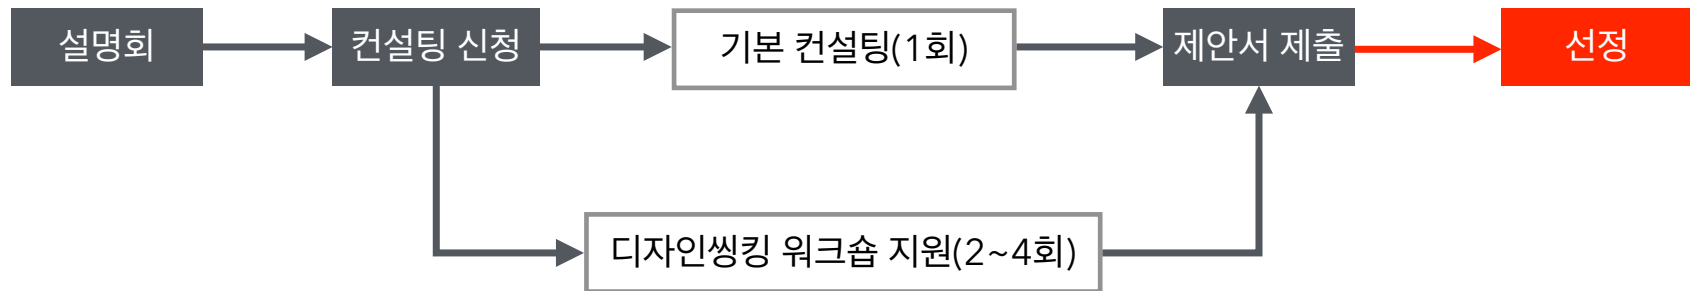 설명회
컨설팅 신청
기본 컨설팅(1회)
제안서 제출
선정
디자인씽킹 워크숍 지원(2~4회)